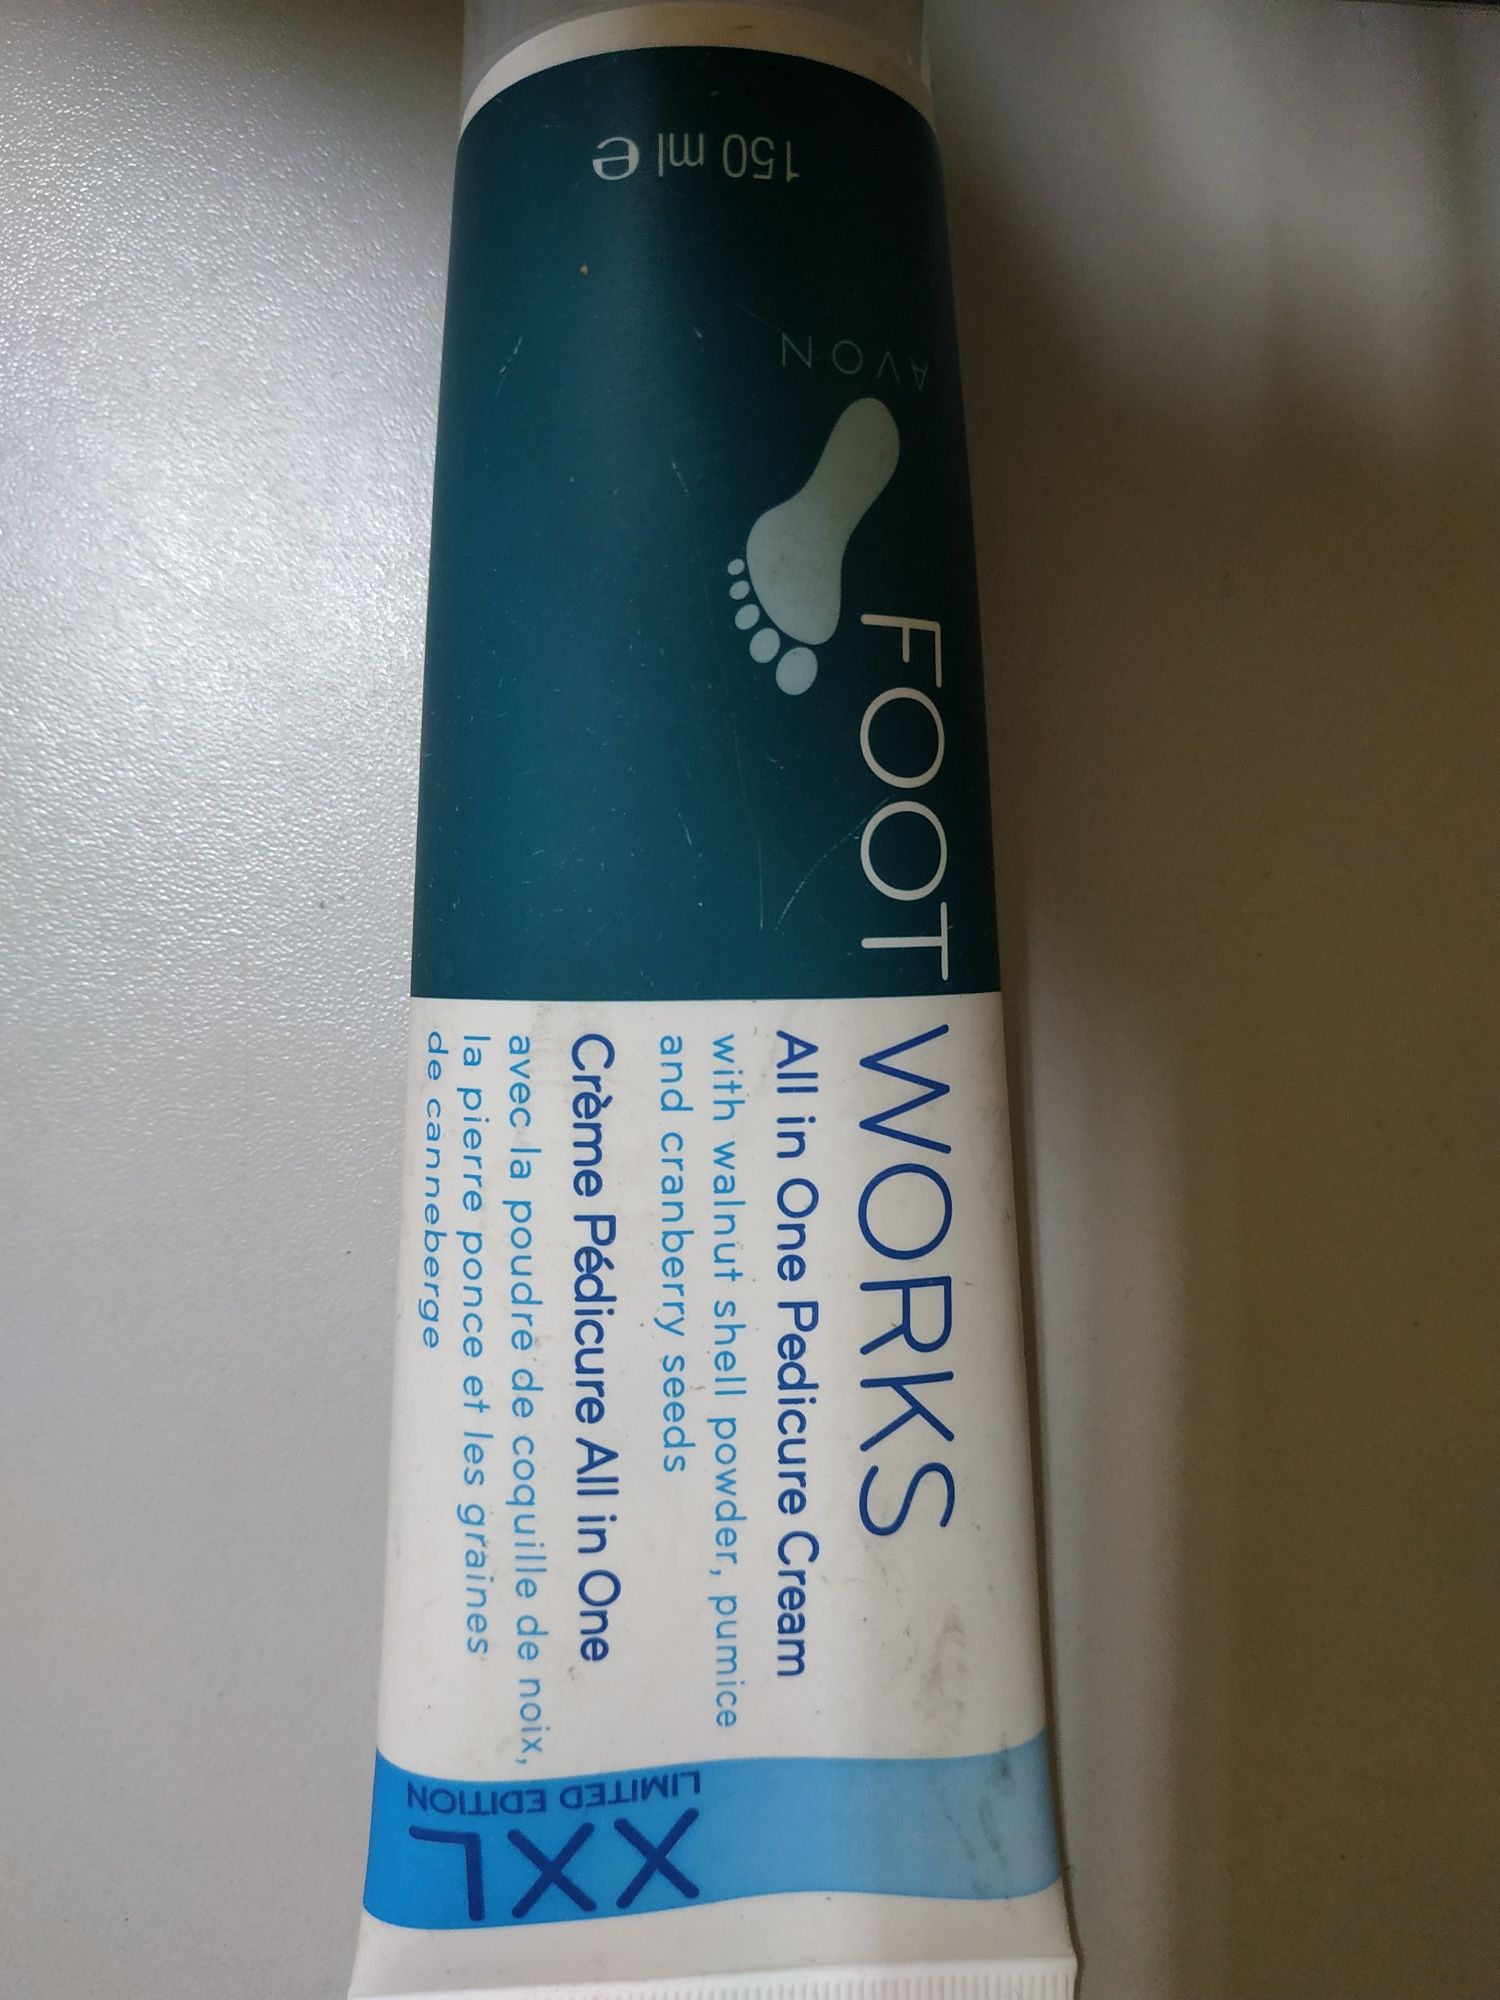 AVON
FOOT WORKS
All in One Pedicure Cream
with walnut shell powder, pumice
and cranberry seeds
Crème Pédicure All in One
avec la poudre de coquille de noix,
la pierre ponce et les graines
de canneberge
XXL
LIMITED EDITION
150 ml e